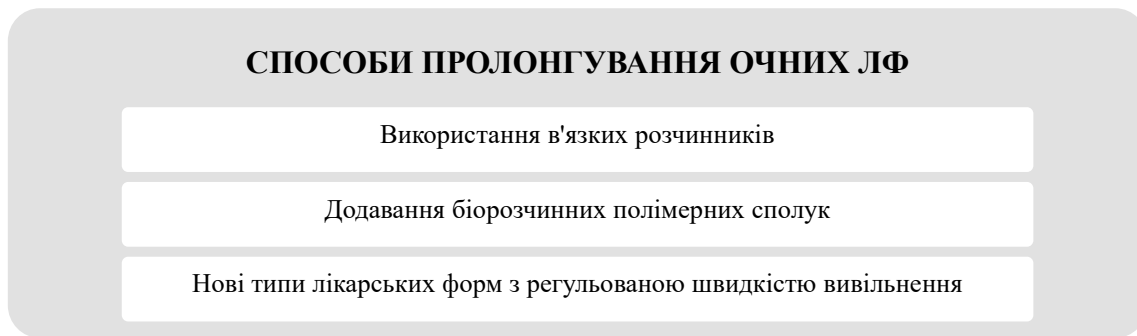 СПОСОБИ ПРОЛОНГУВАННЯ ОЧНИХ ЛФ
Використання в'язких розчинників
Додавання біорозчинних полімерних сполук
Нові типи лікарських форм з регульованою швидкістю вивільнення